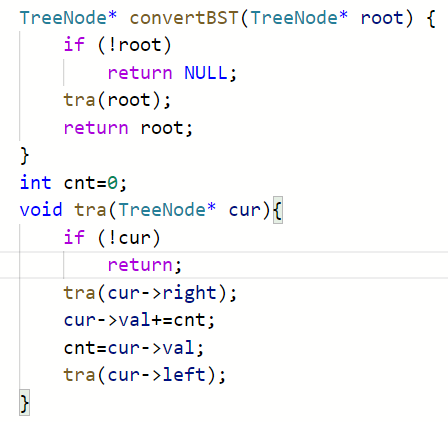 TreeNode* convertBST(TreeNode* root) {
    if (!root)
        return NULL;
    tra(root);
    return root;
}
int cnt=0;
void tra(TreeNode* cur){
    if (!cur)
        return;
    tra(cur->right);
    cur->val+=cnt;
    cnt=cur->val;
    tra(cur->left);
}